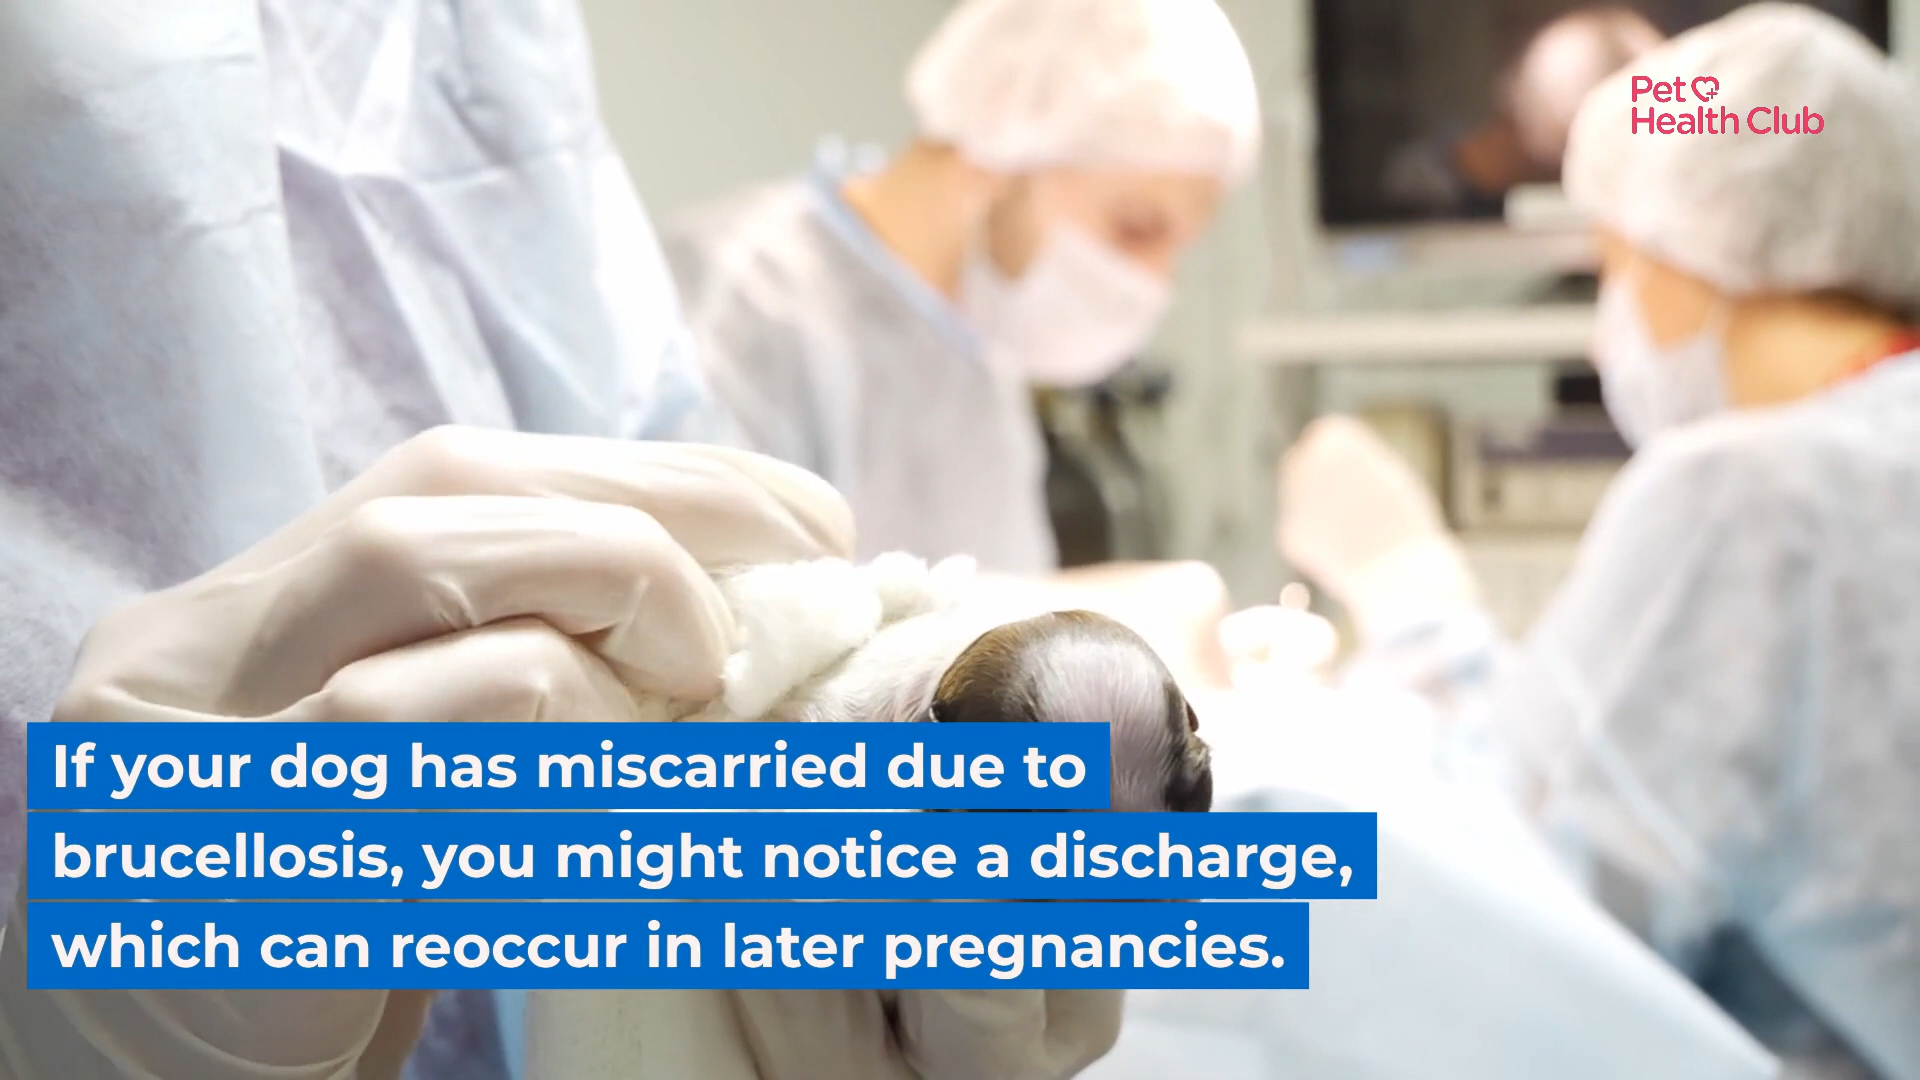 Pet
Health Club
If your dog has miscarried due to
brucellosis, you might notice a discharge,
which can reoccur in later pregnancies.